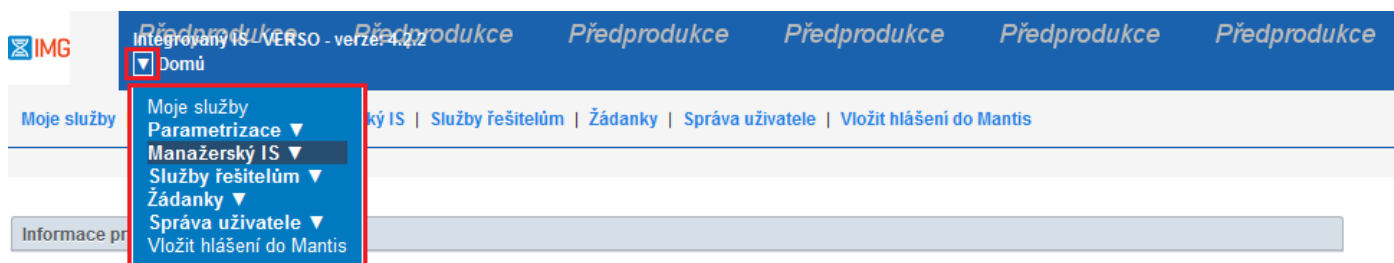 Předprodukce Předprodukce Předprodukce Předprodukce Předprodukce Předprodukce
IMG
Integrovaný IS - VERSO - verze: 4.2.2
▼ Domů
Moje služby ký IS | Služby řešitelům | Žádanky | Správa uživatele | Vložit hlášení do Mantis
Moje služby
Parametrizace ▼
Manažerský IS ▼
Služby řešitelům ▼
Žádanky ▼
Správa uživatele ▼
Vložit hlášení do Mantis
Informace pr